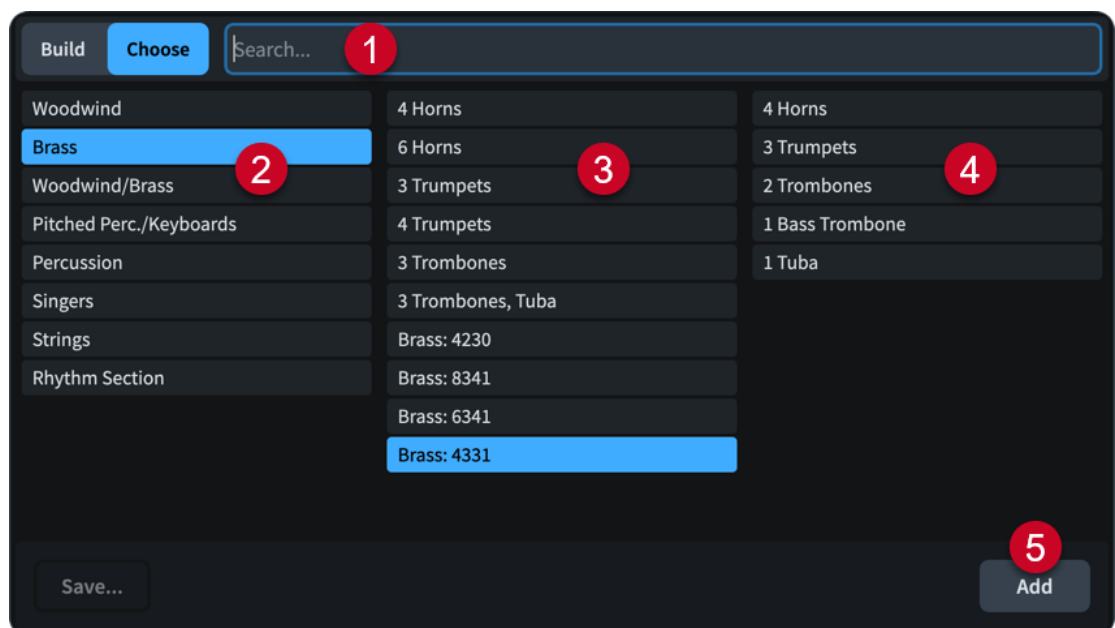 Build Choose Search... 1
Woodwind
Brass
2
Woodwind/Brass
Pitched Perc./Keyboards
Percussion
Singers
Strings
Rhythm Section
4 Horns
6 Horns
3
3 Trumpets
4 Trumpets
3 Trombones
3 Trombones, Tuba
Brass: 4230
Brass: 8341
Brass: 6341
Brass: 4331
4 Horns
3 Trumpets
4
2 Trombones
1 Bass Trombone
1 Tuba
5
Save... Add